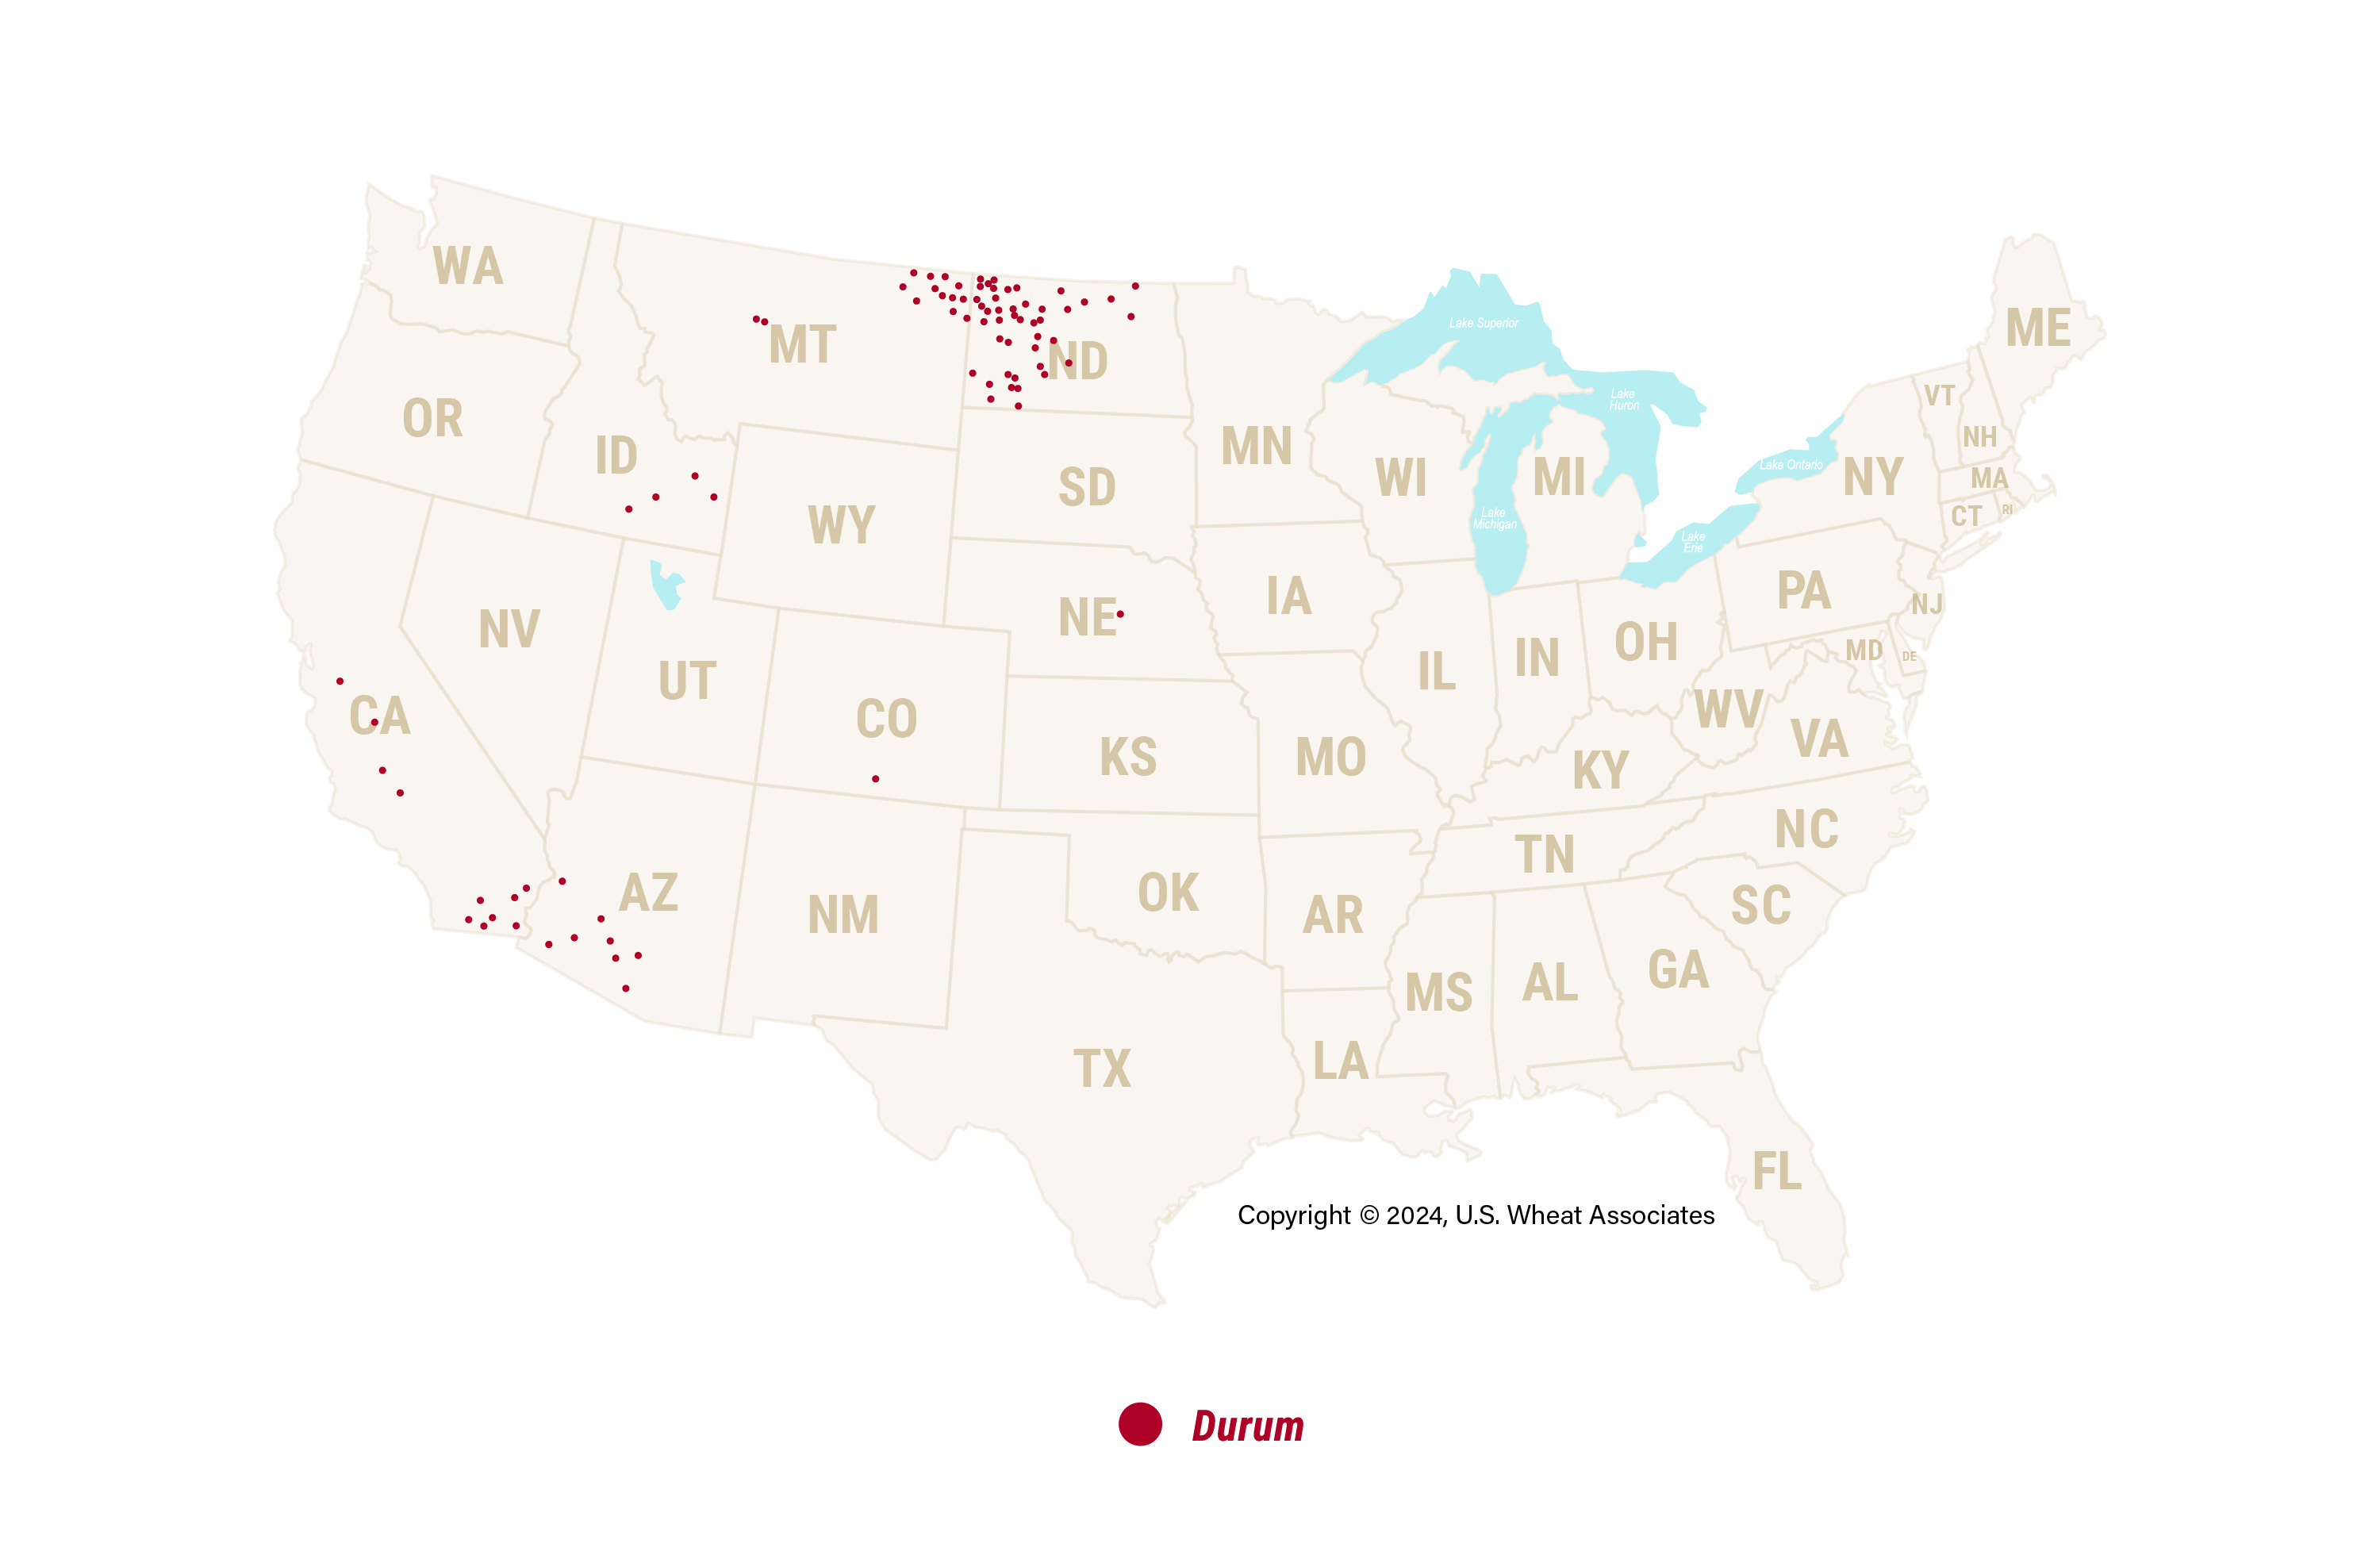 WA
MT
ND
ME
OR
ID
MN
WI
MI
Lake Superior
Lake
Huron
Lake
Michigan
Lake Ontario
Lake
Erie
VT
NH
NY
MA
CT
RI
SD
WY
NE
IA
PA
NJ
NV
UT
CA
CO
KS
MO
IL
IN
OH
WV
MD
DE
VA
KY
NC
TN
SC
AZ
NM
OK
AR
MS
AL
GA
TX
LA
FL
Copyright © 2024, U.S. Wheat Associates
Durum